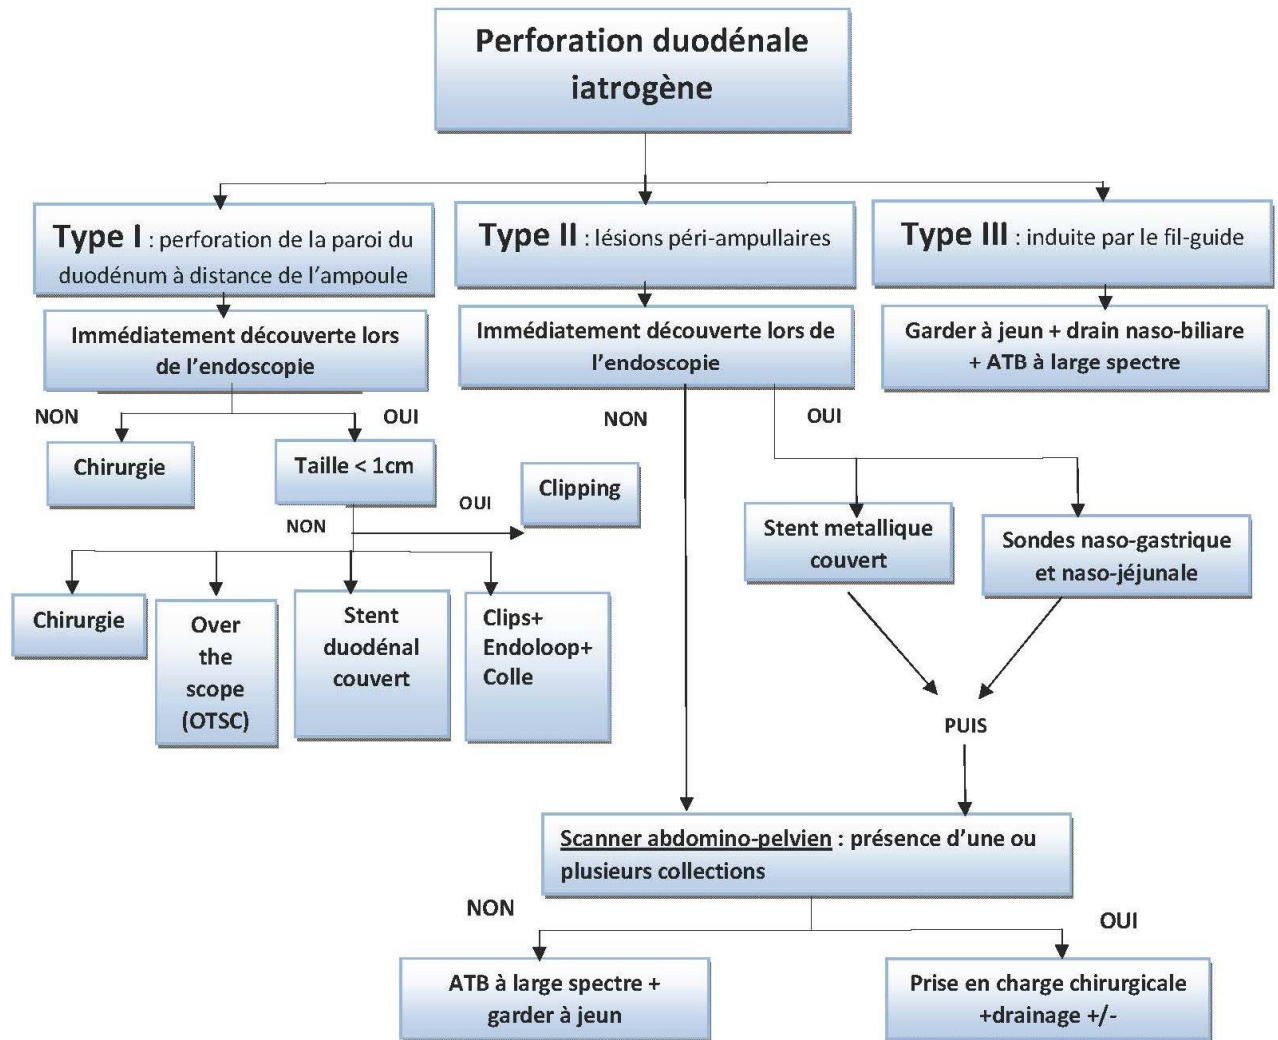 Perforation duodénale
iatrogène
Type I : perforation de la paroi du
duodénum à distance de l'ampoule
Type II : lésions péri-ampullaires
Type III : induite par le fil-guide
Immédiatement découverte lors
de l'endoscopie
Immédiatement découverte lors de
l'endoscopie
Garder à jeun + drain naso-biliare
+ ATB à large spectre
NON
OUI
NON
OUI
Chirurgie
Taille < 1cm
OUI
Clipping
NON
Stent metallique
couvert
Sondes naso-gastrique
et naso-jéjunale
Chirurgie
Over
the
scope
(OTSC)
Stent
duodénal
couvert
Clips+
Endoloop+
Colle
PUIS
Scanner abdomino-pelvien : présence d'une ou
plusieurs collections
NON
OUI
ATB à large spectre +
garder à jeun
Prise en charge chirurgicale
+drainage +/-